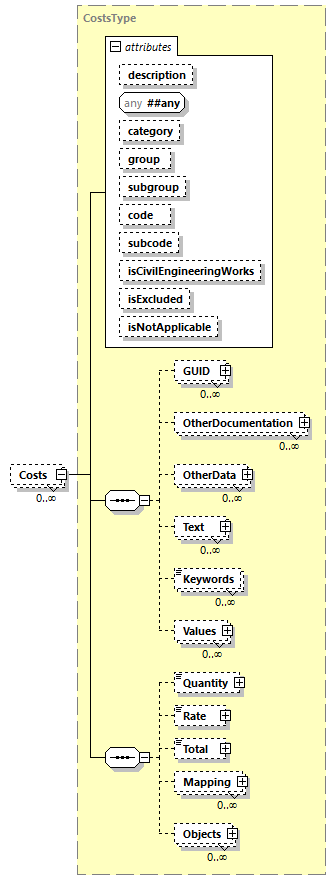 CostsType
attributes
description
any ##any
category
group
subgroup
code
subcode
isCivilEngineeringWorks
isExcluded
isNotApplicable
GUID
0..∞
OtherDocumentation
0..∞
Costs
0..∞
OtherData
0..∞
Text
0..∞
Keywords
0..∞
Values
0..∞
Quantity
Rate
Total
Mapping
0..∞
Objects
0..∞